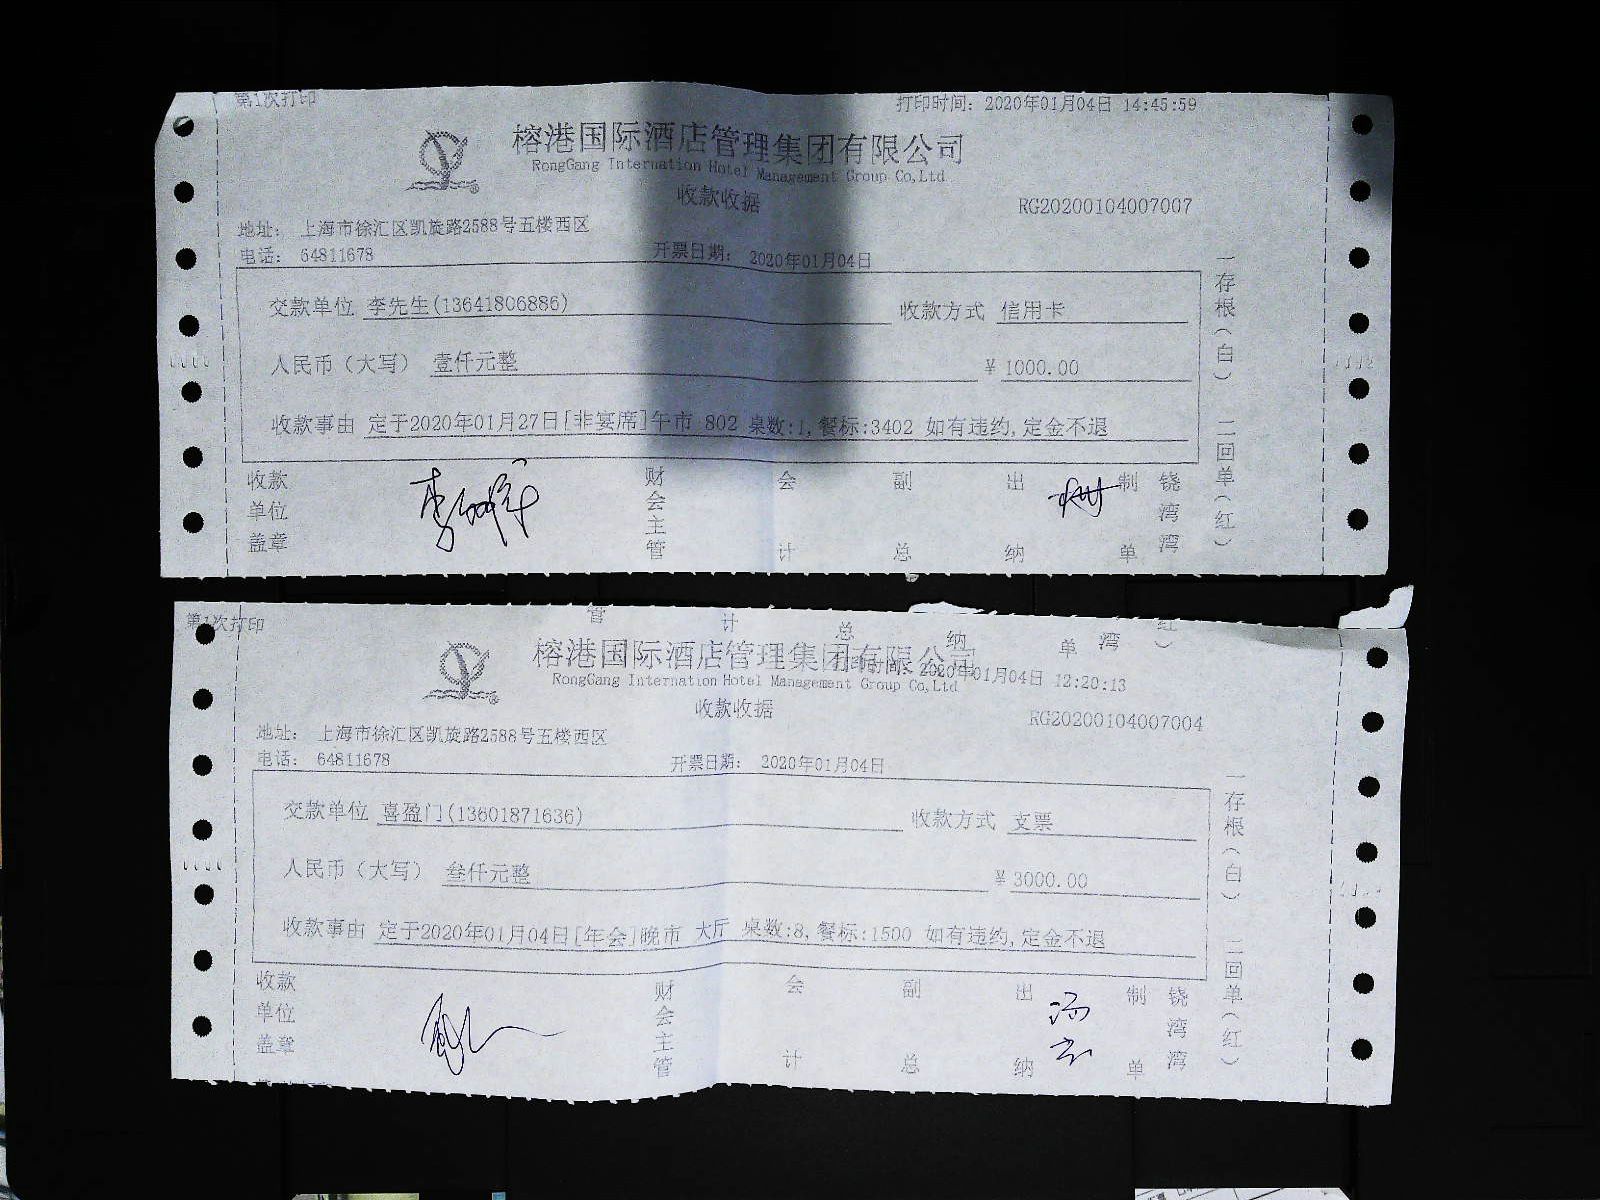 第1次打印
打印时间: 2020年01月04日 14:45:59
榕港国际酒店管理集团有限公司
RongGang Internation Hotel Management Group Co,Ltd
收款收据
RG20200104007007
地址: 上海市徐汇区凯旋路2588号五楼西区
电话: 64811678
开票日期: 2020年01月04日
交款单位 李先生(13641806886) 收款方式 信用卡
人民币(大写) 壹仟元整 ¥ 1000.00
收款事由 定于2020年01月27日[非宴席]午市 802 桌数:1,餐标:3402 如有违约,定金不退
一存根(白) 二回单(红)
收款单位盖章 财会主管 会计 副总 出纳 制单 饶湾湾
管 计 总 纳 单 湾 红)
第1次打印
榕港国际酒店管理集团有限公司
打印时间: 2020年01月04日 12:20:13
RongGang Internation Hotel Management Group Co,Ltd
收款收据
RG20200104007004
地址: 上海市徐汇区凯旋路2588号五楼西区
电话: 64811678
开票日期: 2020年01月04日
交款单位 喜盈门(13601871636) 收款方式 支票
人民币(大写) 叁仟元整 ¥ 3000.00
收款事由 定于2020年01月04日[年会]晚市 大厅 桌数:8,餐标:1500 如有违约,定金不退
一存根(白) 二回单(红)
收款单位盖章 财会主管 会计 副总 出纳 制单 饶湾湾